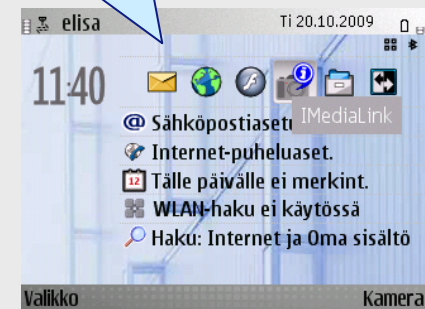 elisa Ti 20.10.2009
11:40
IMediaLink
@ Sähköpostiasetu
Internet-puheluaset.
12 Tälle päivälle ei merkint.
WLAN-haku ei käytössä
Haku: Internet ja Oma sisältö
Valikko Kamera